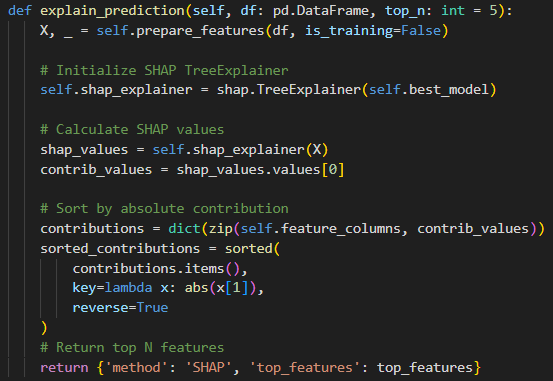 def explain_prediction(self, df: pd.DataFrame, top_n: int = 5):
    X, _ = self.prepare_features(df, is_training=False)

    # Initialize SHAP TreeExplainer
    self.shap_explainer = shap.TreeExplainer(self.best_model)

    # Calculate SHAP values
    shap_values = self.shap_explainer(X)
    contrib_values = shap_values.values[0]

    # Sort by absolute contribution
    contributions = dict(zip(self.feature_columns, contrib_values))
    sorted_contributions = sorted(
        contributions.items(),
        key=lambda x: abs(x[1]),
        reverse=True
    )
    # Return top N features
    return {'method': 'SHAP', 'top_features': top_features}